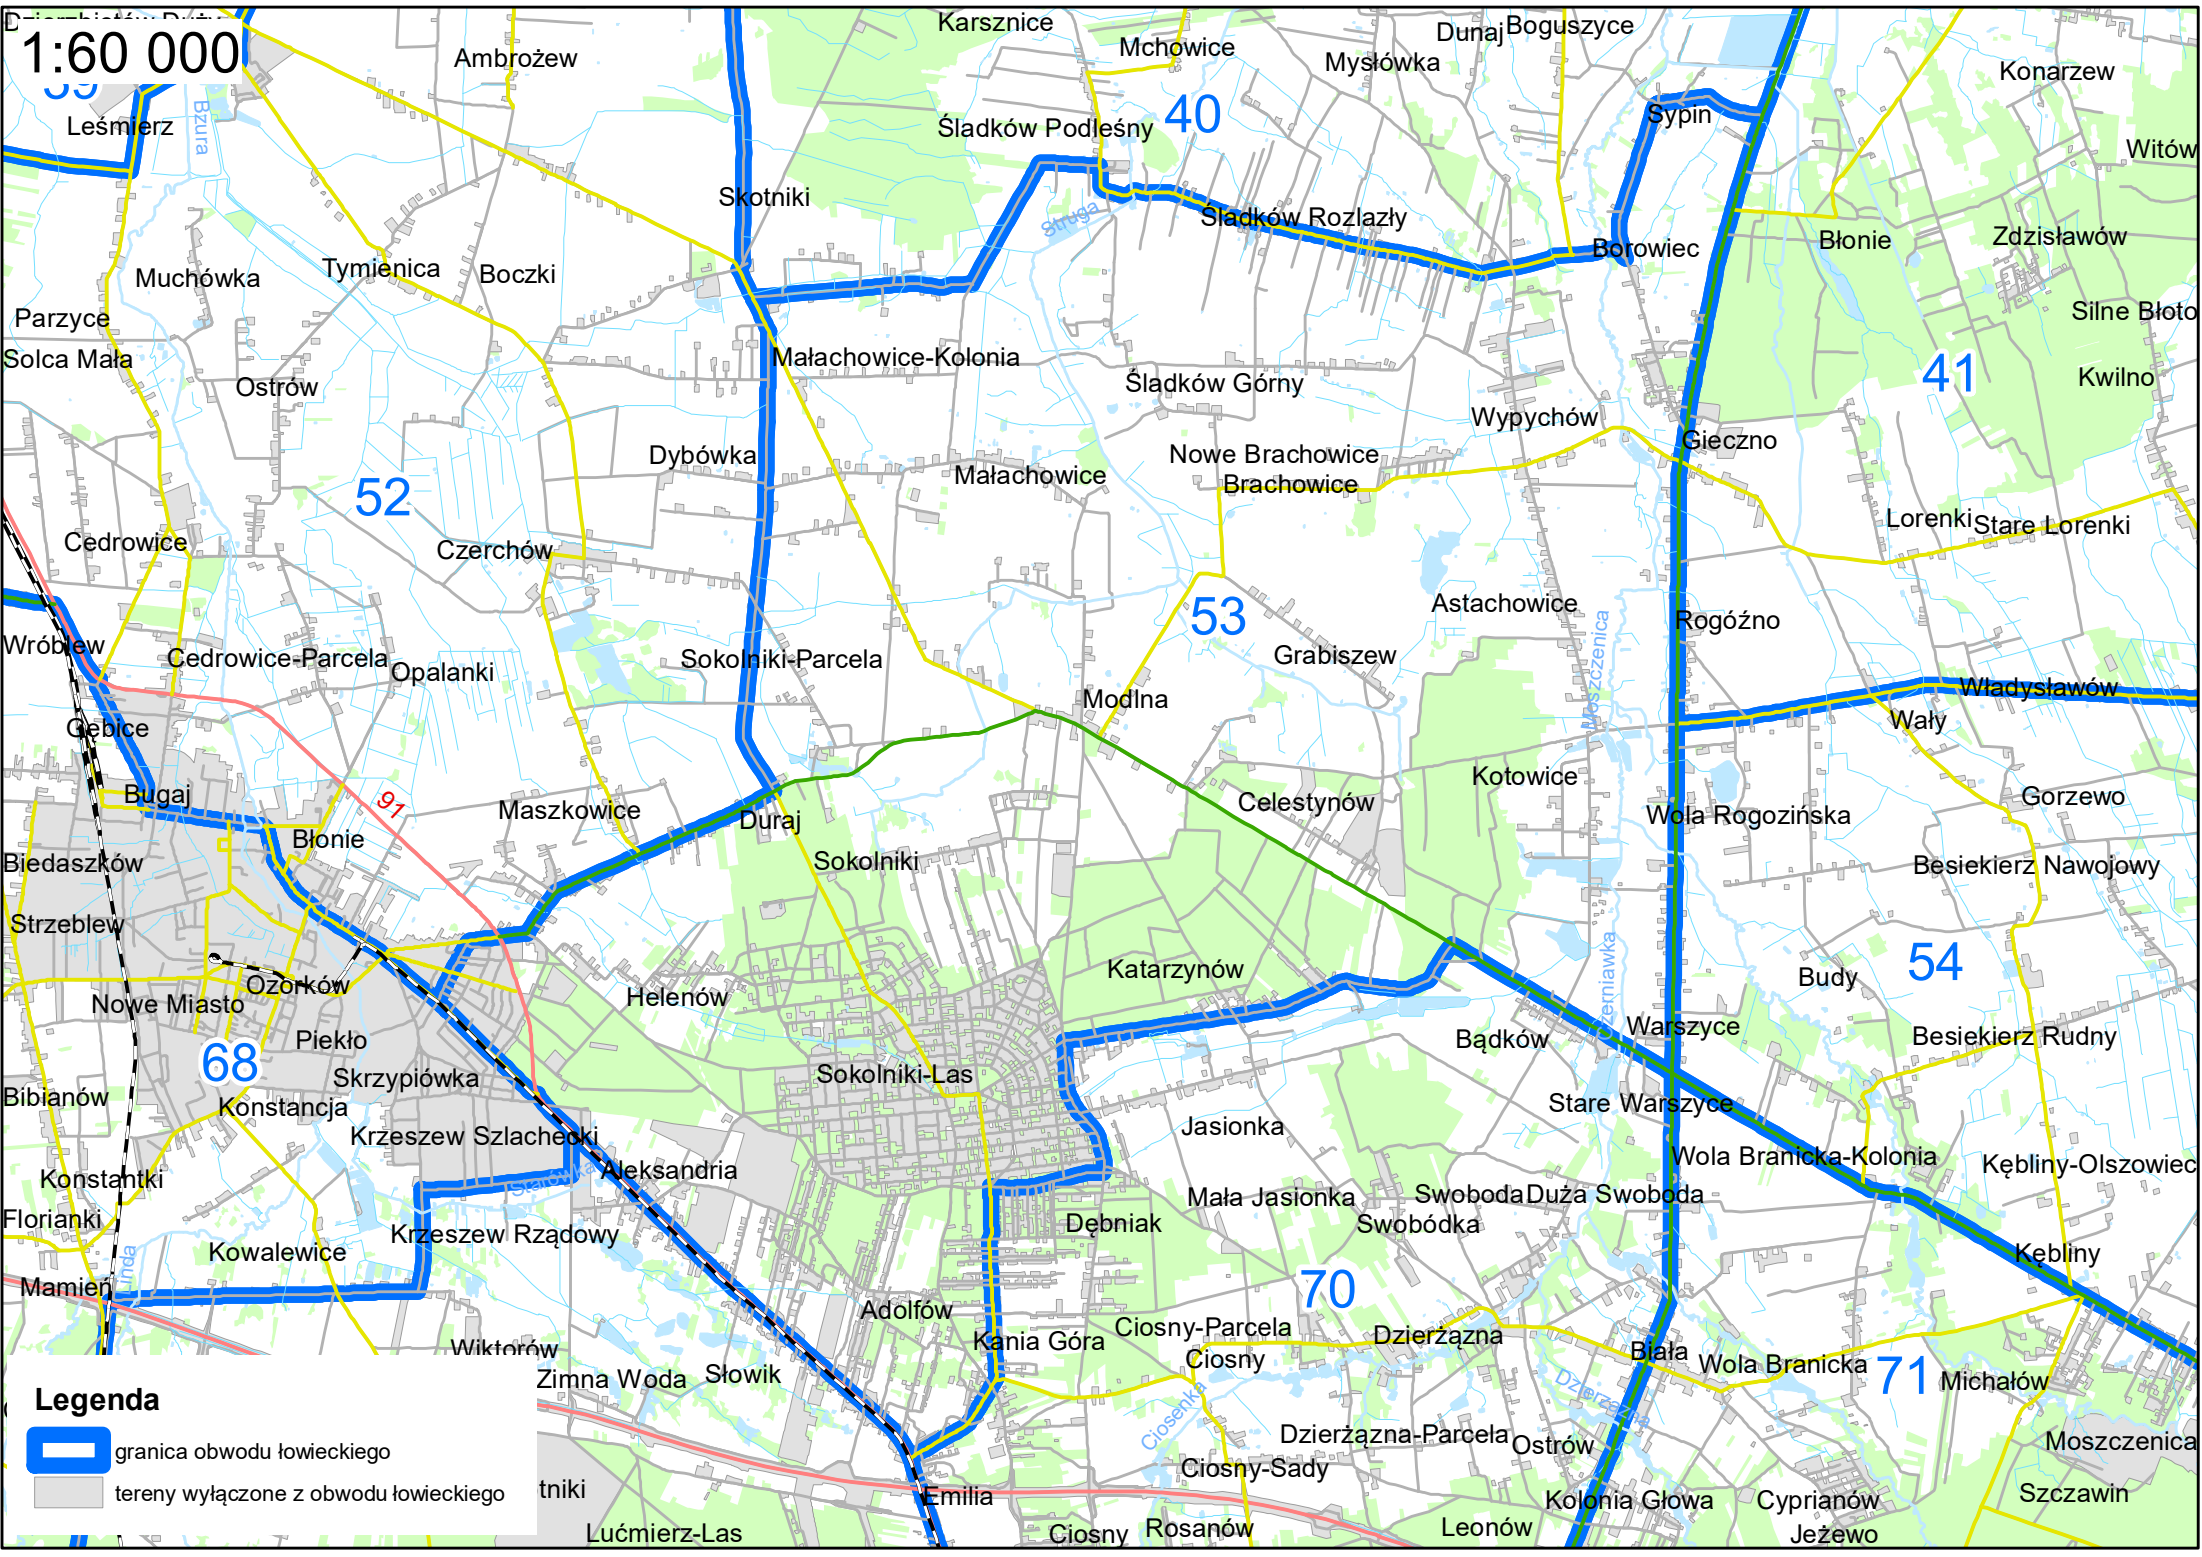 1:60 000
Karsznice
Mchowice
Dunaj
Boguszyce
Ambrożew
Mysłówka
Konarzew
40
Sypin
Leśmierz
Bzura
Śladków Podleśny
Witów
Skotniki
Struga
Śladków Rozlazły
Borowiec
Błonie
Zdzisławów
Muchówka
Tymienica
Boczki
Parzyce
Silne Błoto
Solca Mała
Małachowice-Kolonia
41
Ostrów
Śladków Górny
Kwilno
Wypychów
Gieczno
Dybówka
Nowe Brachowice
Małachowice
Brachowice
52
Lorenki
Stare Lorenki
Cedrowice
Czerchów
53
Astachowice
Rogóźno
Wróblew
Cedrowice-Parcela
Opalanki
Sokolniki-Parcela
Grabiszew
Moszczenica
Modlna
Władysławów
Gębice
Wały
Kotowice
Bugaj
91
Maszkowice
Duraj
Celestynów
Wola Rogozińska
Gorzewo
Błonie
Biedaszków
Sokolniki
Besiekierz Nawojowy
Strzeblew
Czerniawka
54
Ozorków
Helenów
Katarzynów
Budy
Nowe Miasto
Piekło
Bądków
Warszyce
Besiekierz Rudny
68
Skrzypiówka
Sokolniki-Las
Bibianów
Konstancja
Stare Warszyce
Krzeszew Szlachecki
Jasionka
Wola Branicka-Kolonia
Kębliny-Olszowiec
Konstantki
Starówka
Aleksandria
Mała Jasionka
Swoboda
Duża Swoboda
Florianki
Krzeszew Rządowy
Dębniak
Swobódka
Kowalewice
Linda
Kębliny
Mamień
70
Adolfów
Ciosny-Parcela
Dzierżązna
Wiktorów
Kania Góra
Ciosny
Biała
Wola Branicka
71
Michałów
Zimna Woda
Słowik
Ciosenka
Dzierżązna
Legenda
granica obwodu łowieckiego
tereny wyłączone z obwodu łowieckiego
Dzierżązna-Parcela
Ostrów
Moszczenica
Ciosny-Sady
tniki
Emilia
Kolonia Głowa
Cyprianów
Szczawin
Lućmierz-Las
Ciosny
Rosanów
Leonów
Jeżewo